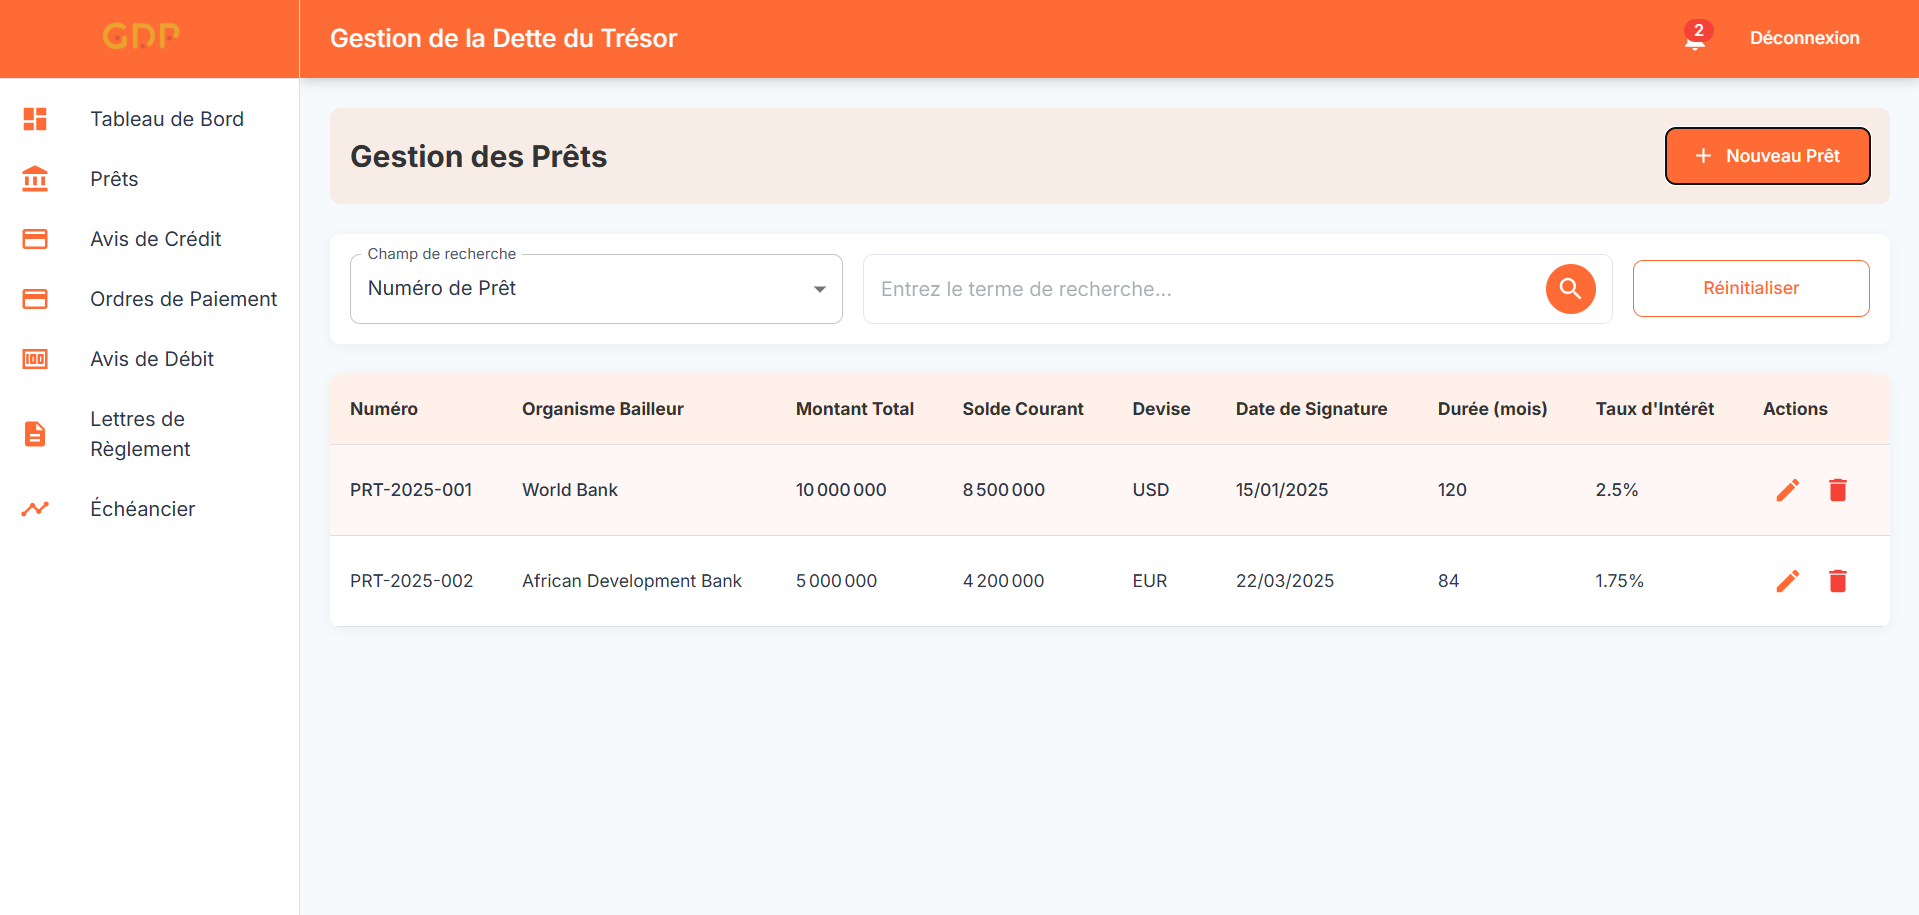 GDP
Gestion de la Dette du Trésor
2
Déconnexion
Tableau de Bord
Prêts
Avis de Crédit
Ordres de Paiement
Avis de Débit
Lettres de
Règlement
Échéancier
Gestion des Prêts
Nouveau Prêt
Champ de recherche
Numéro de Prêt
Entrez le terme de recherche...
Réinitialiser
Numéro Organisme Bailleur Montant Total Solde Courant Devise Date de Signature Durée (mois) Taux d'Intérêt Actions
PRT-2025-001 World Bank 10 000 000 8 500 000 USD 15/01/2025 120 2.5%
PRT-2025-002 African Development Bank 5 000 000 4 200 000 EUR 22/03/2025 84 1.75%